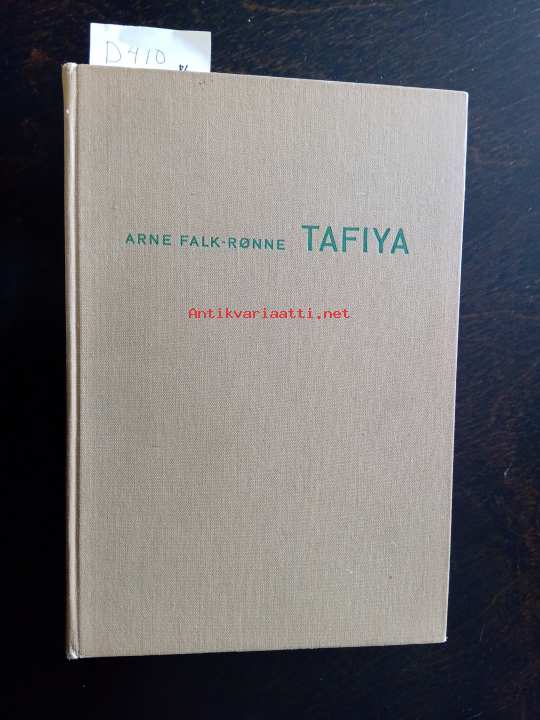 D410
ARNE FALK-RØNNE TAFIYA
Antikvariaatti.net